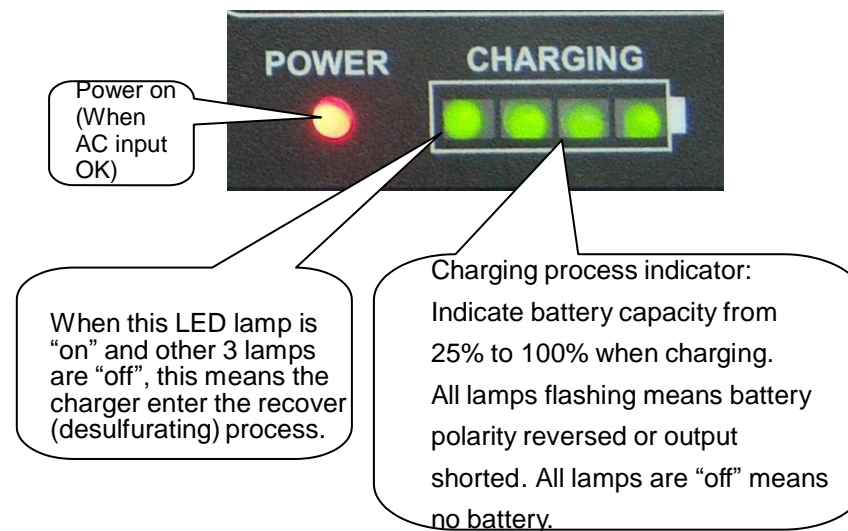 POWER CHARGING
Power on
(When
AC input
OK)
When this LED lamp is
“on” and other 3 lamps
are “off”, this means the
charger enter the recover
(desulfurating) process.
Charging process indicator:
Indicate battery capacity from
25% to 100% when charging.
All lamps flashing means battery
polarity reversed or output
shorted. All lamps are “off” means
no battery.